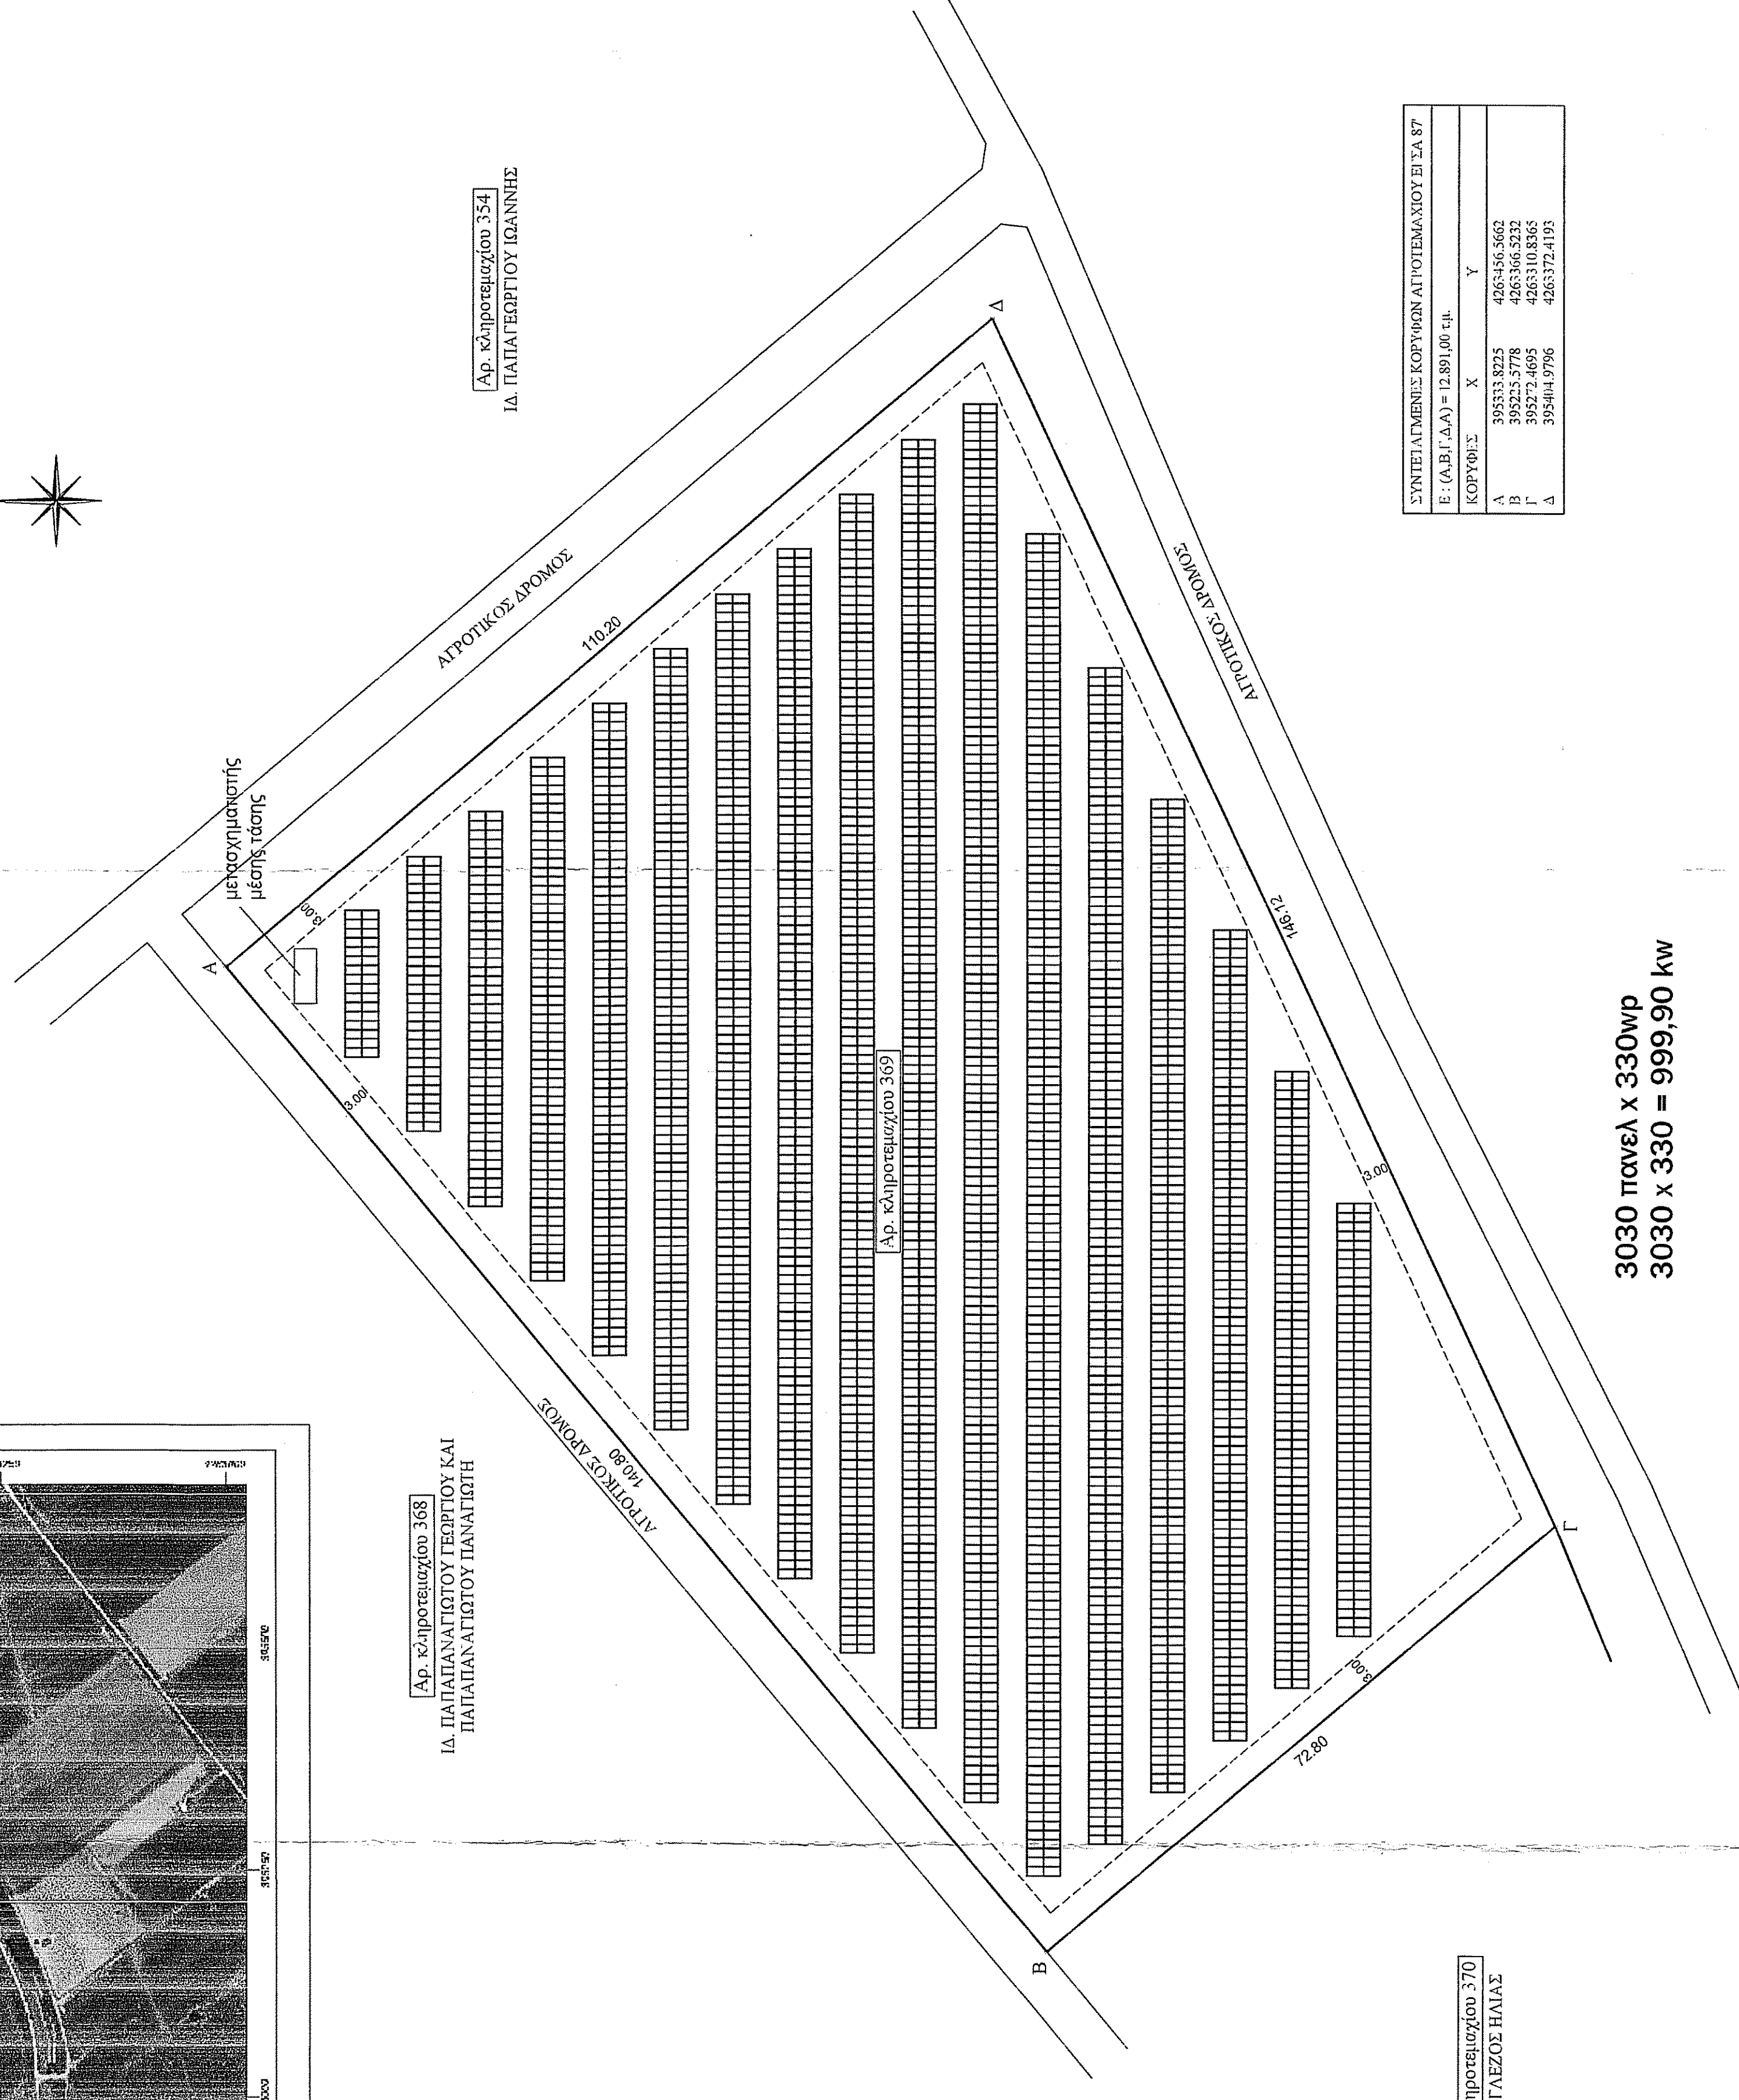 Αρ. κληροτεμαχίου 354
ΙΔ. ΠΑΠΑΓΕΩΡΓΙΟΥ ΙΩΑΝΝΗΣ
ΑΓΡΟΤΙΚΟΣ ΔΡΟΜΟΣ
110.20
μετασχηματιστής
μέσης τάσης
Α
3.00
3.00
Δ
ΑΓΡΟΤΙΚΟΣ ΔΡΟΜΟΣ
146.12
3.00
Αρ. κληροτεμαχίου 369
ΑΓΡΟΤΙΚΟΣ ΔΡΟΜΟΣ
140.80
Αρ. κληροτεμαχίου 368
ΙΔ. ΠΑΠΑΠΑΝΑΓΙΩΤΟΥ ΓΕΩΡΓΙΟΥ ΚΑΙ
ΠΑΠΑΠΑΝΑΓΙΩΤΟΥ ΠΑΝΑΓΙΩΤΗ
3.00
72.80
Β
Γ
ΣΥΝΤΕΤΑΓΜΕΝΕΣ ΚΟΡΥΦΩΝ ΑΓΡΟΤΕΜΑΧΙΟΥ ΕΓΣΑ 87'
Ε : (Α,Β,Γ,Δ,Α) = 12.891,00 τ.μ.
ΚΟΡΥΦΕΣ X Y
Α 395333.8225 4263456.5662
Β 395225.5778 4263366.5232
Γ 395272.4695 4263310.8365
Δ 395404.9796 4263372.4193
3030 πανελ x 330wp
3030 x 330 = 999,90 kw
ηροτεμαχίου 370
ΓΛΕΖΟΣ ΗΛΙΑΣ